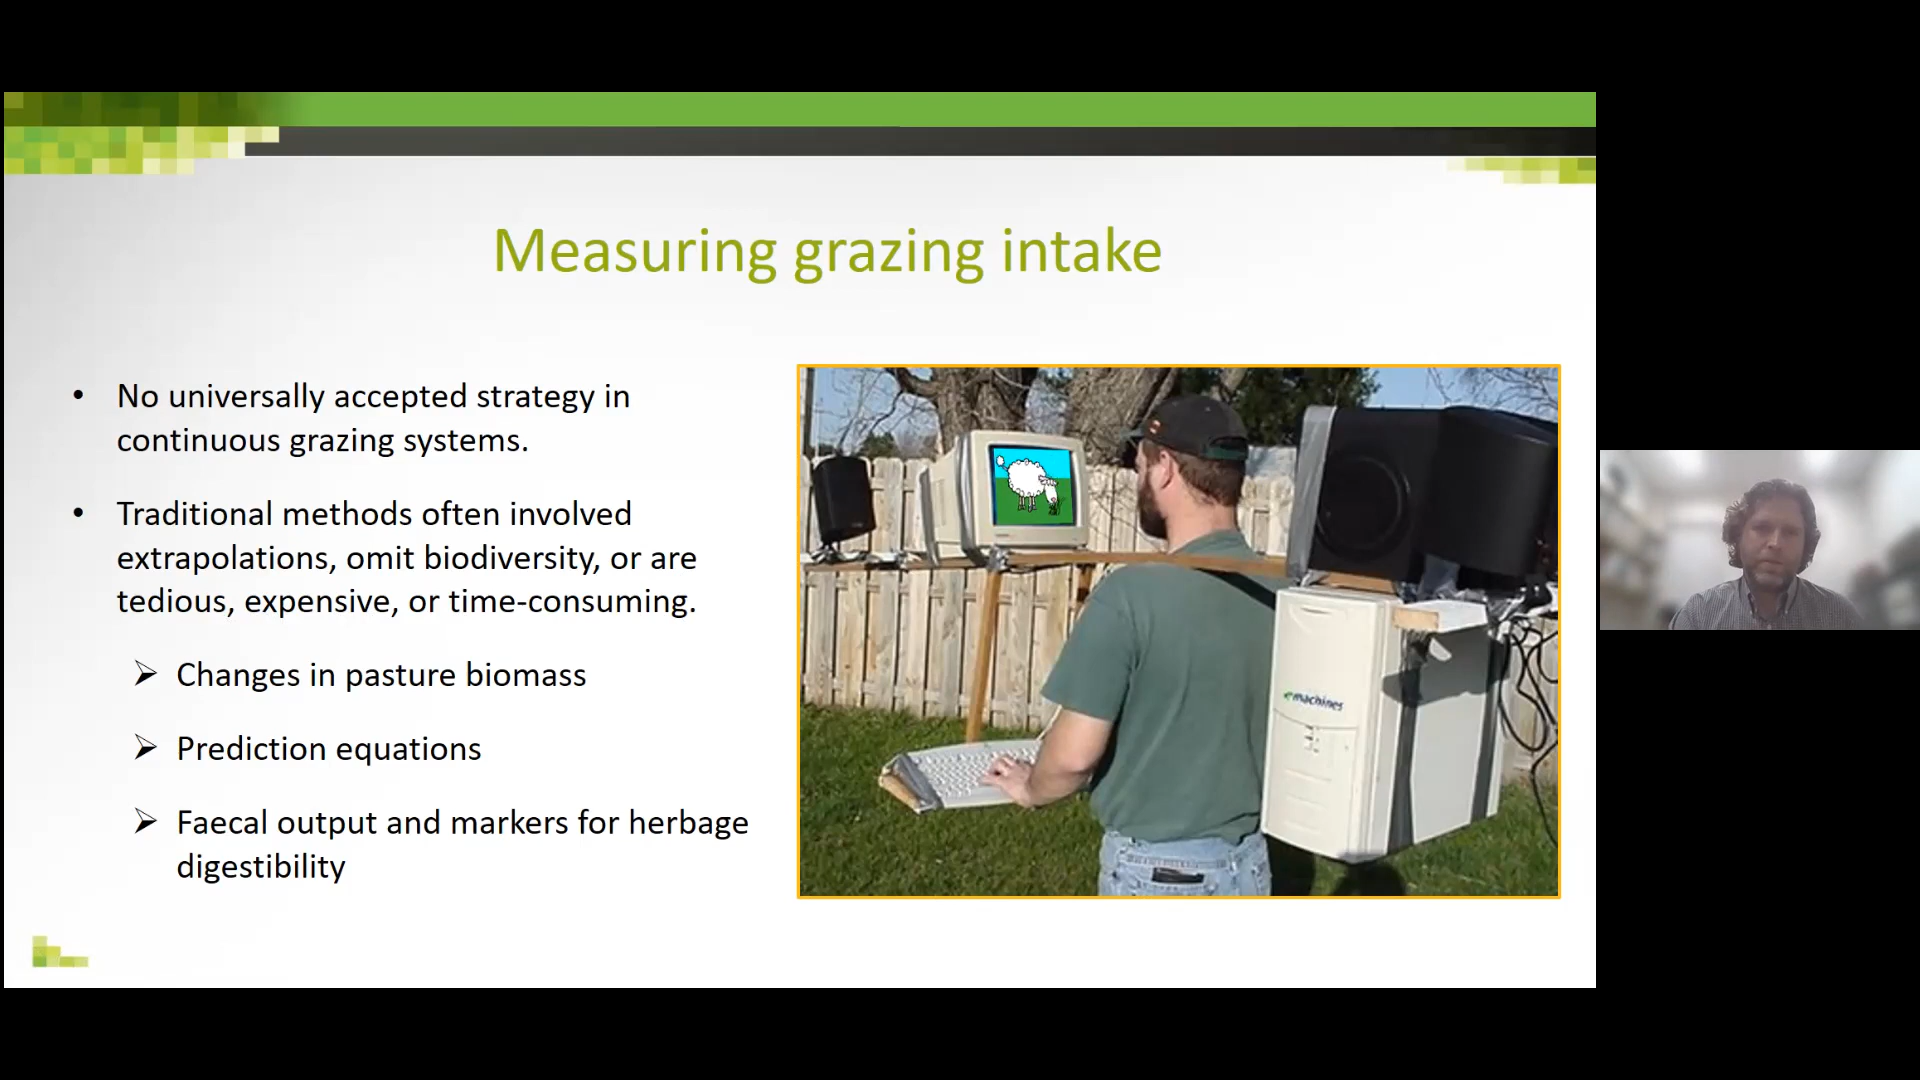 Measuring grazing intake
• No universally accepted strategy in
continuous grazing systems.
• Traditional methods often involved
extrapolations, omit biodiversity, or are
tedious, expensive, or time-consuming.
➢ Changes in pasture biomass
➢ Prediction equations
➢ Faecal output and markers for herbage
digestibility
emachines